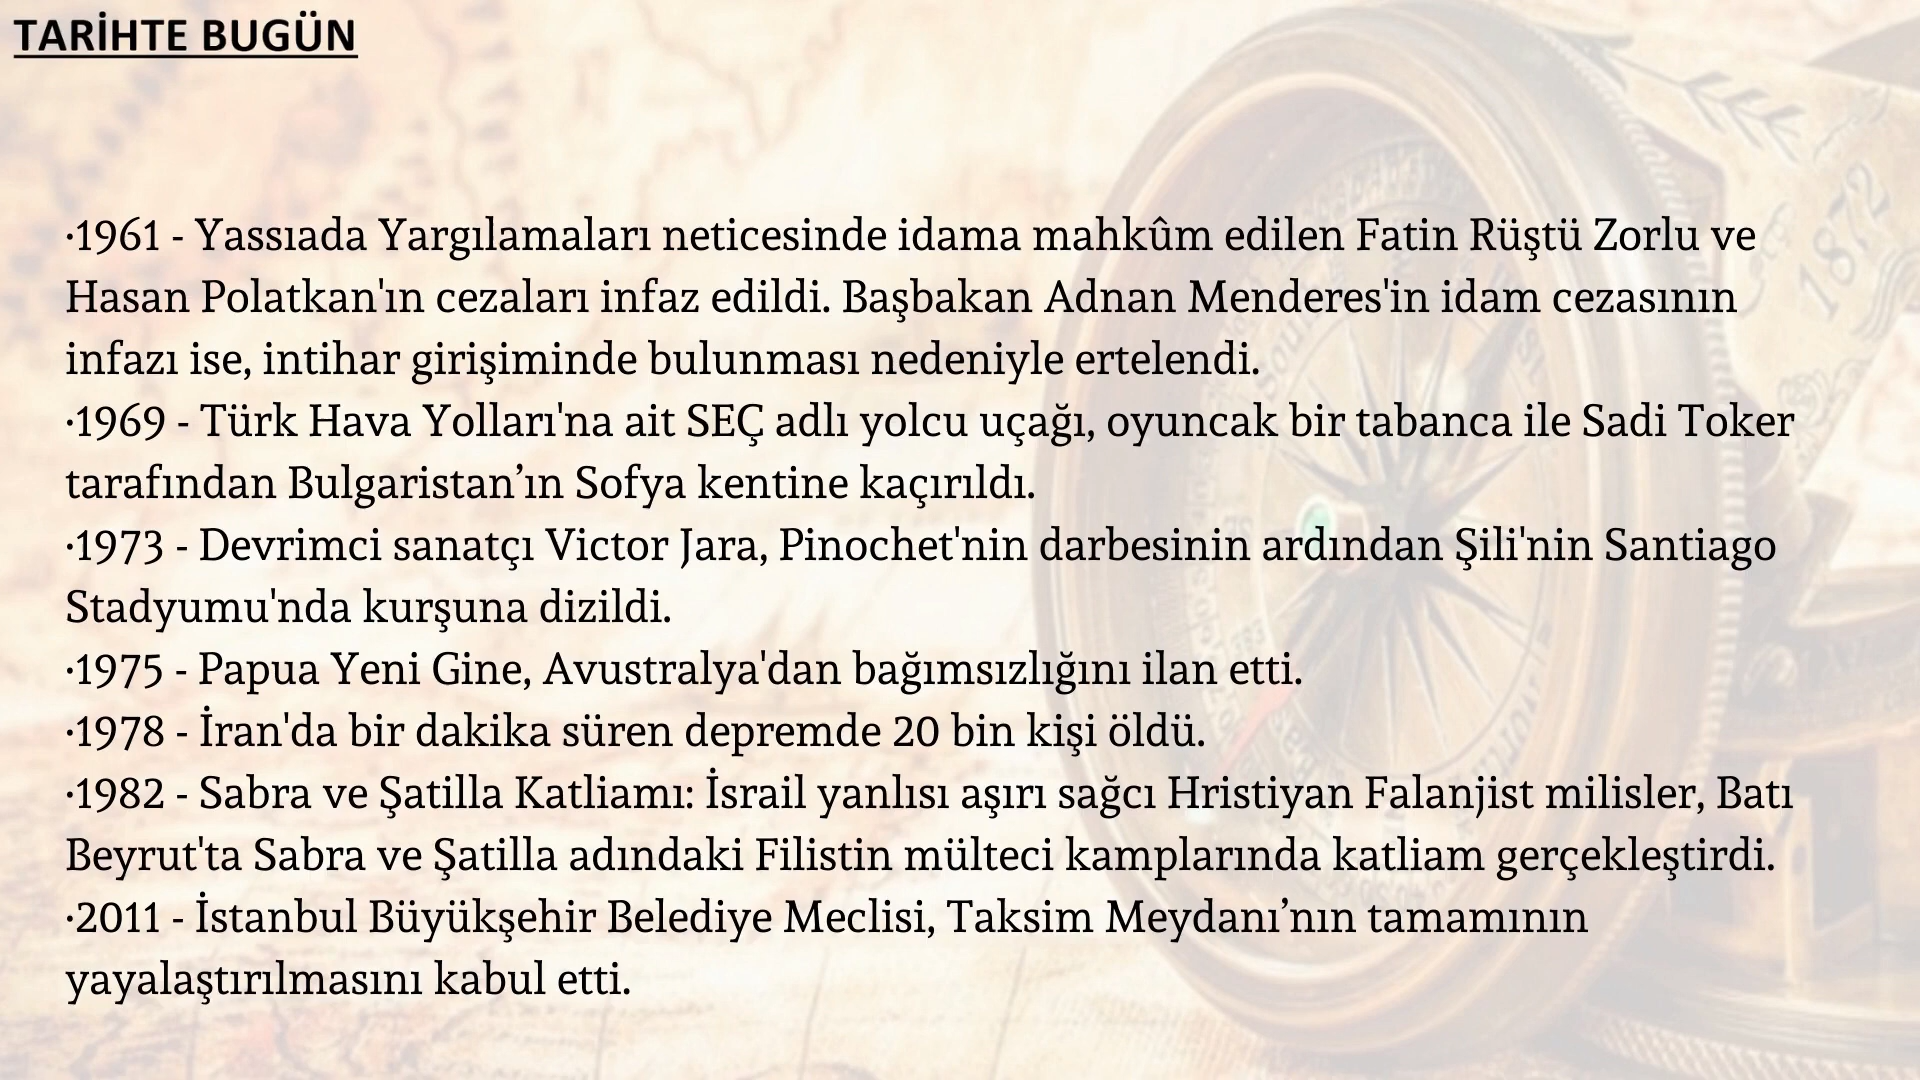 TARİHTE BUGÜN
1872
·1961 - Yassıada Yargılamaları neticesinde idama mahkûm edilen Fatin Rüştü Zorlu ve
Hasan Polatkan'ın cezaları infaz edildi. Başbakan Adnan Menderes'in idam cezasının
infazı ise, intihar girişiminde bulunması nedeniyle ertelendi.
·1969 - Türk Hava Yolları'na ait SEÇ adlı yolcu uçağı, oyuncak bir tabanca ile Sadi Toker
tarafından Bulgaristan’ın Sofya kentine kaçırıldı.
·1973 - Devrimci sanatçı Victor Jara, Pinochet'nin darbesinin ardından Şili'nin Santiago
Stadyumu'nda kurşuna dizildi.
·1975 - Papua Yeni Gine, Avustralya'dan bağımsızlığını ilan etti.
·1978 - İran'da bir dakika süren depremde 20 bin kişi öldü.
·1982 - Sabra ve Şatilla Katliamı: İsrail yanlısı aşırı sağcı Hristiyan Falanjist milisler, Batı
Beyrut'ta Sabra ve Şatilla adındaki Filistin mülteci kamplarında katliam gerçekleştirdi.
·2011 - İstanbul Büyükşehir Belediye Meclisi, Taksim Meydanı’nın tamamının
yayalaştırılmasını kabul etti.